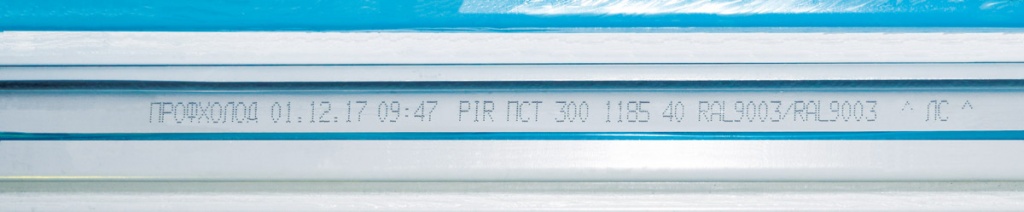 ПРОФХОЛОД 01.12.17 09:47 PIR ПСТ 300 1185 40 RAL9003/RAL9003 ^ ЛС ^